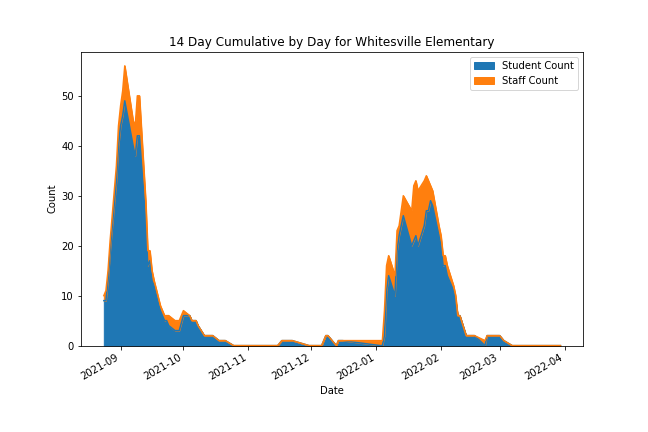 14 Day Cumulative by Day for Whitesville Elementary
Student Count
Staff Count
Count
50
40
30
20
10
0
2021-09
2021-10
2021-11
2021-12
2022-01
2022-02
2022-03
2022-04
Date